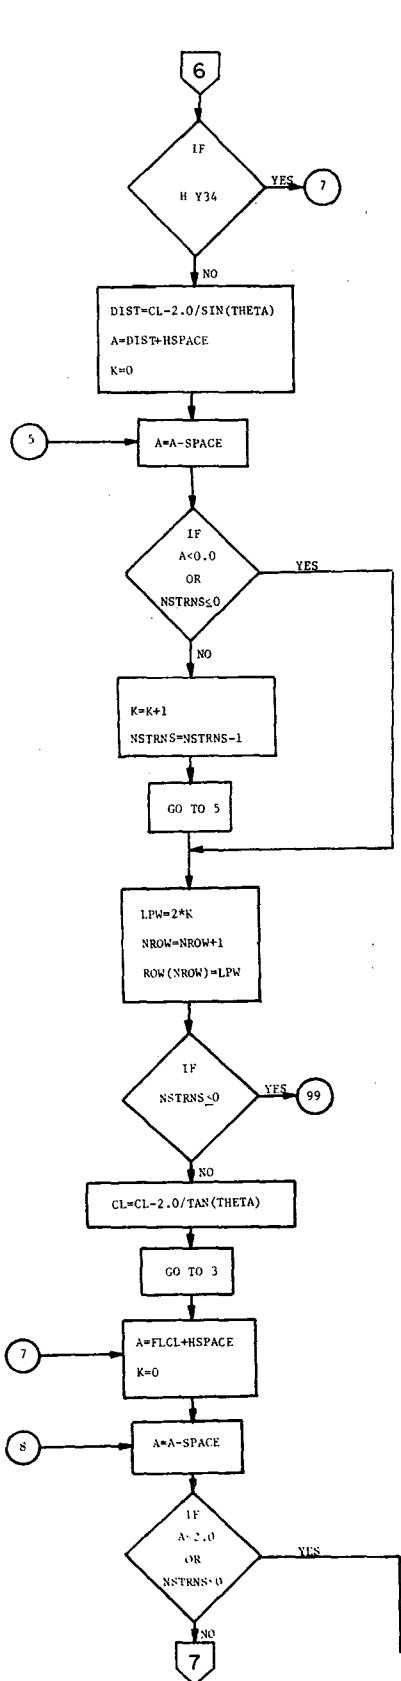 6
IF
H Y34
YES
7
NO
DIST=CL-2.0/SIN(THETA)
A=DIST+HSPACE
K=0
5
A=A-SPACE
IF
A<0.0
OR
NSTRNS≤0
YES
NO
K=K+1
NSTRNS=NSTRNS-1
GO TO 5
LPW=2*K
NROW=NROW+1
ROW(NROW)=LPW
IF
NSTRNS≤0
YES
99
NO
CL=CL-2.0/TAN(THETA)
GO TO 3
7
A=FLCL+HSPACE
K=0
8
A=A-SPACE
IF
A<2.0
OR
YES
NO
7